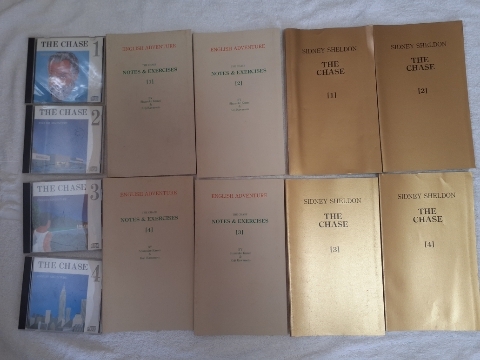 THE CHASE 1
ENGLISH ADVENTURE
NOTES & EXERCISES
[1]
ENGLISH ADVENTURE
NOTES & EXERCISES
[2]
SIDNEY SHELDON
THE
CHASE
[1]
SIDNEY SHELDON
THE
CHASE
[2]
THE CHASE 2
THE CHASE 3
ENGLISH ADVENTURE
NOTES & EXERCISES
[4]
ENGLISH ADVENTURE
NOTES & EXERCISES
[3]
SIDNEY SHELDON
THE
CHASE
[3]
SIDNEY SHELDON
THE
CHASE
[4]
THE CHASE 4